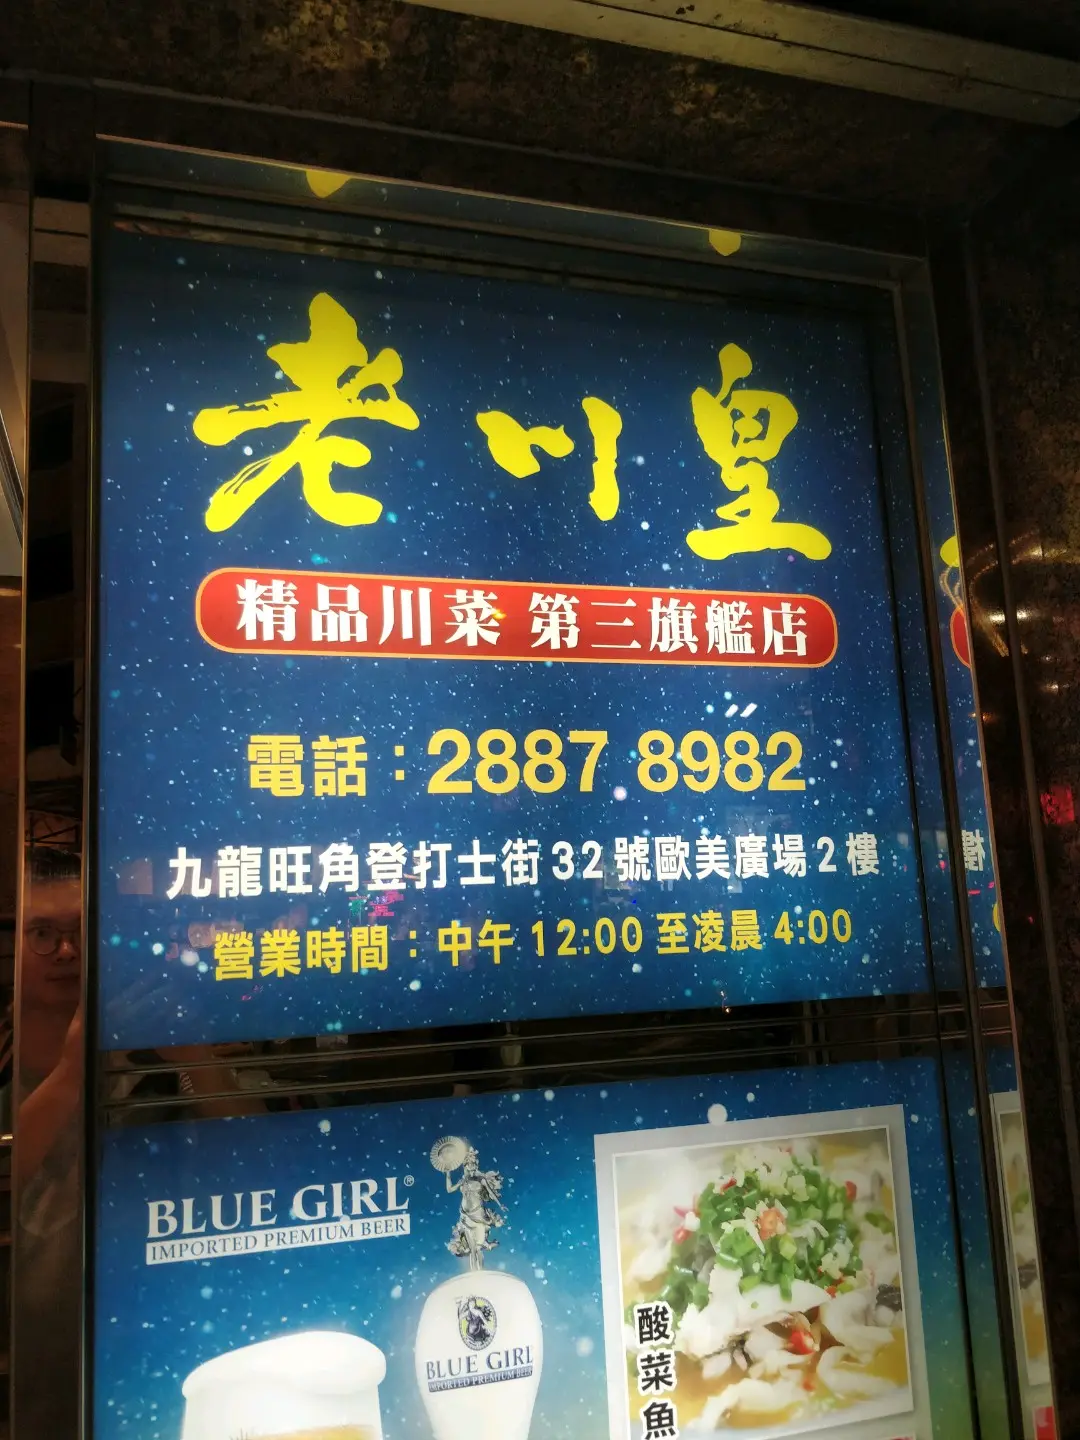 老川皇
精品川菜 第三旗艦店
電話：2887 8982
九龍旺角登打士街32號歐美廣場2樓
營業時間：中午12:00至凌晨4:00
BLUE GIRL®
IMPORTED PREMIUM BEER
BLUE GIRL
IMPORTED PREMIUM BEER
酸菜魚